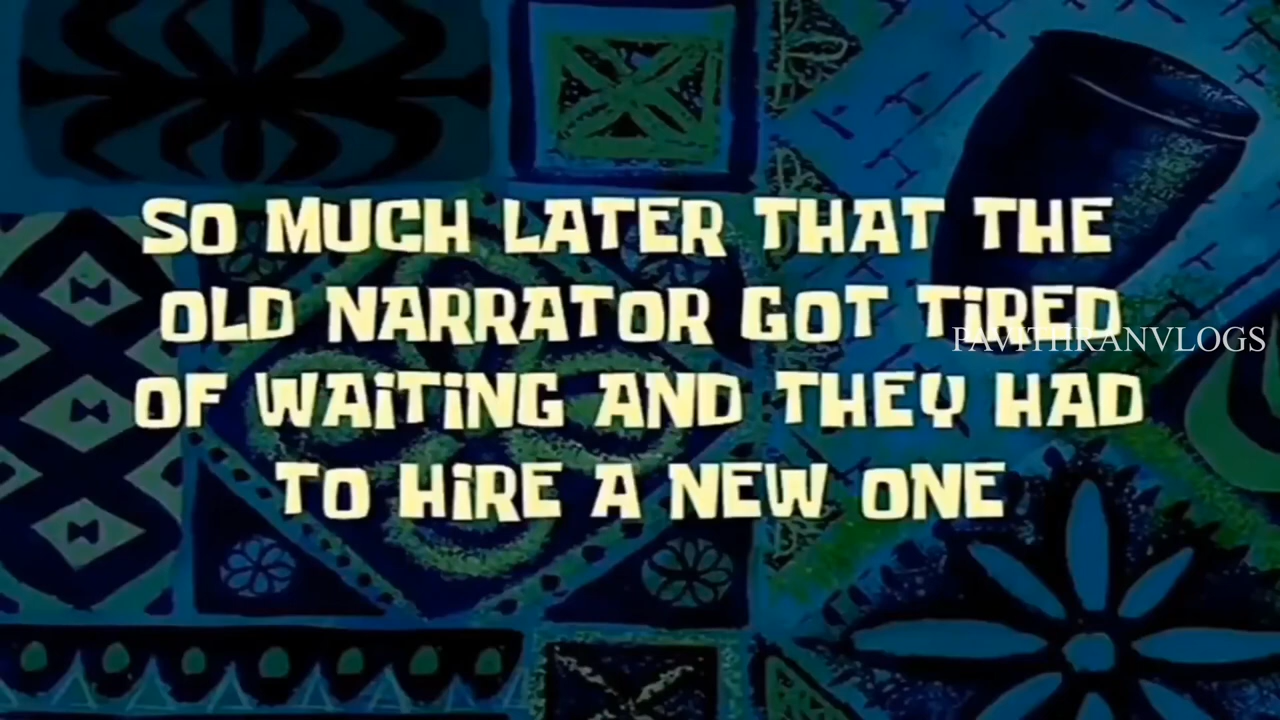 SO MUCH LATER THAT THE
OLD NARRATOR GOT TiRED
PAVITHRANVLOGS
OF WAiTiNG AND THEY HAD
TO HiRE A NEW ONE